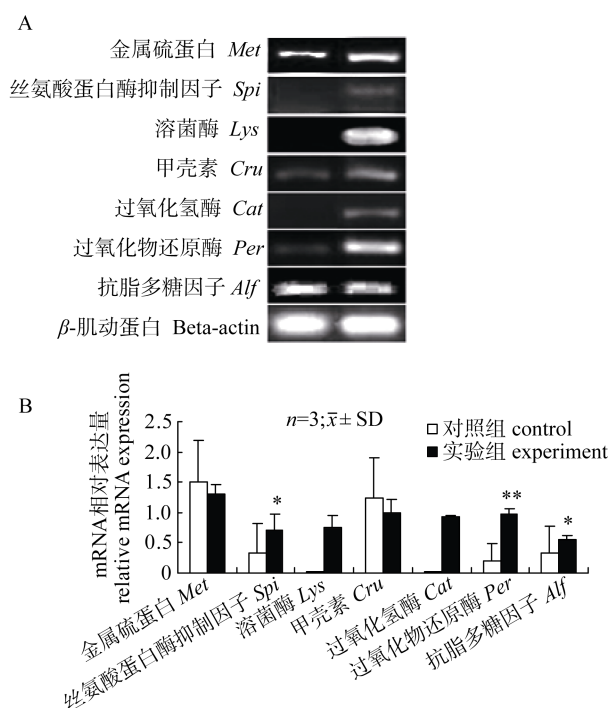 A
金属硫蛋白 Met
丝氨酸蛋白酶抑制因子 Spi
溶菌酶 Lys
甲壳素 Cru
过氧化氢酶 Cat
过氧化物还原酶 Per
抗脂多糖因子 Alf
β-肌动蛋白 Beta-actin
B
mRNA相对表达量
relative mRNA expression
2.5
2.0
1.5
1.0
0.5
0
n=3;x̄± SD
对照组 control
实验组 experiment
*
**
*
金属硫蛋白 Met
丝氨酸蛋白酶抑制因子 Spi
溶菌酶 Lys
甲壳素 Cru
过氧化氢酶 Cat
过氧化物还原酶 Per
抗脂多糖因子 Alf